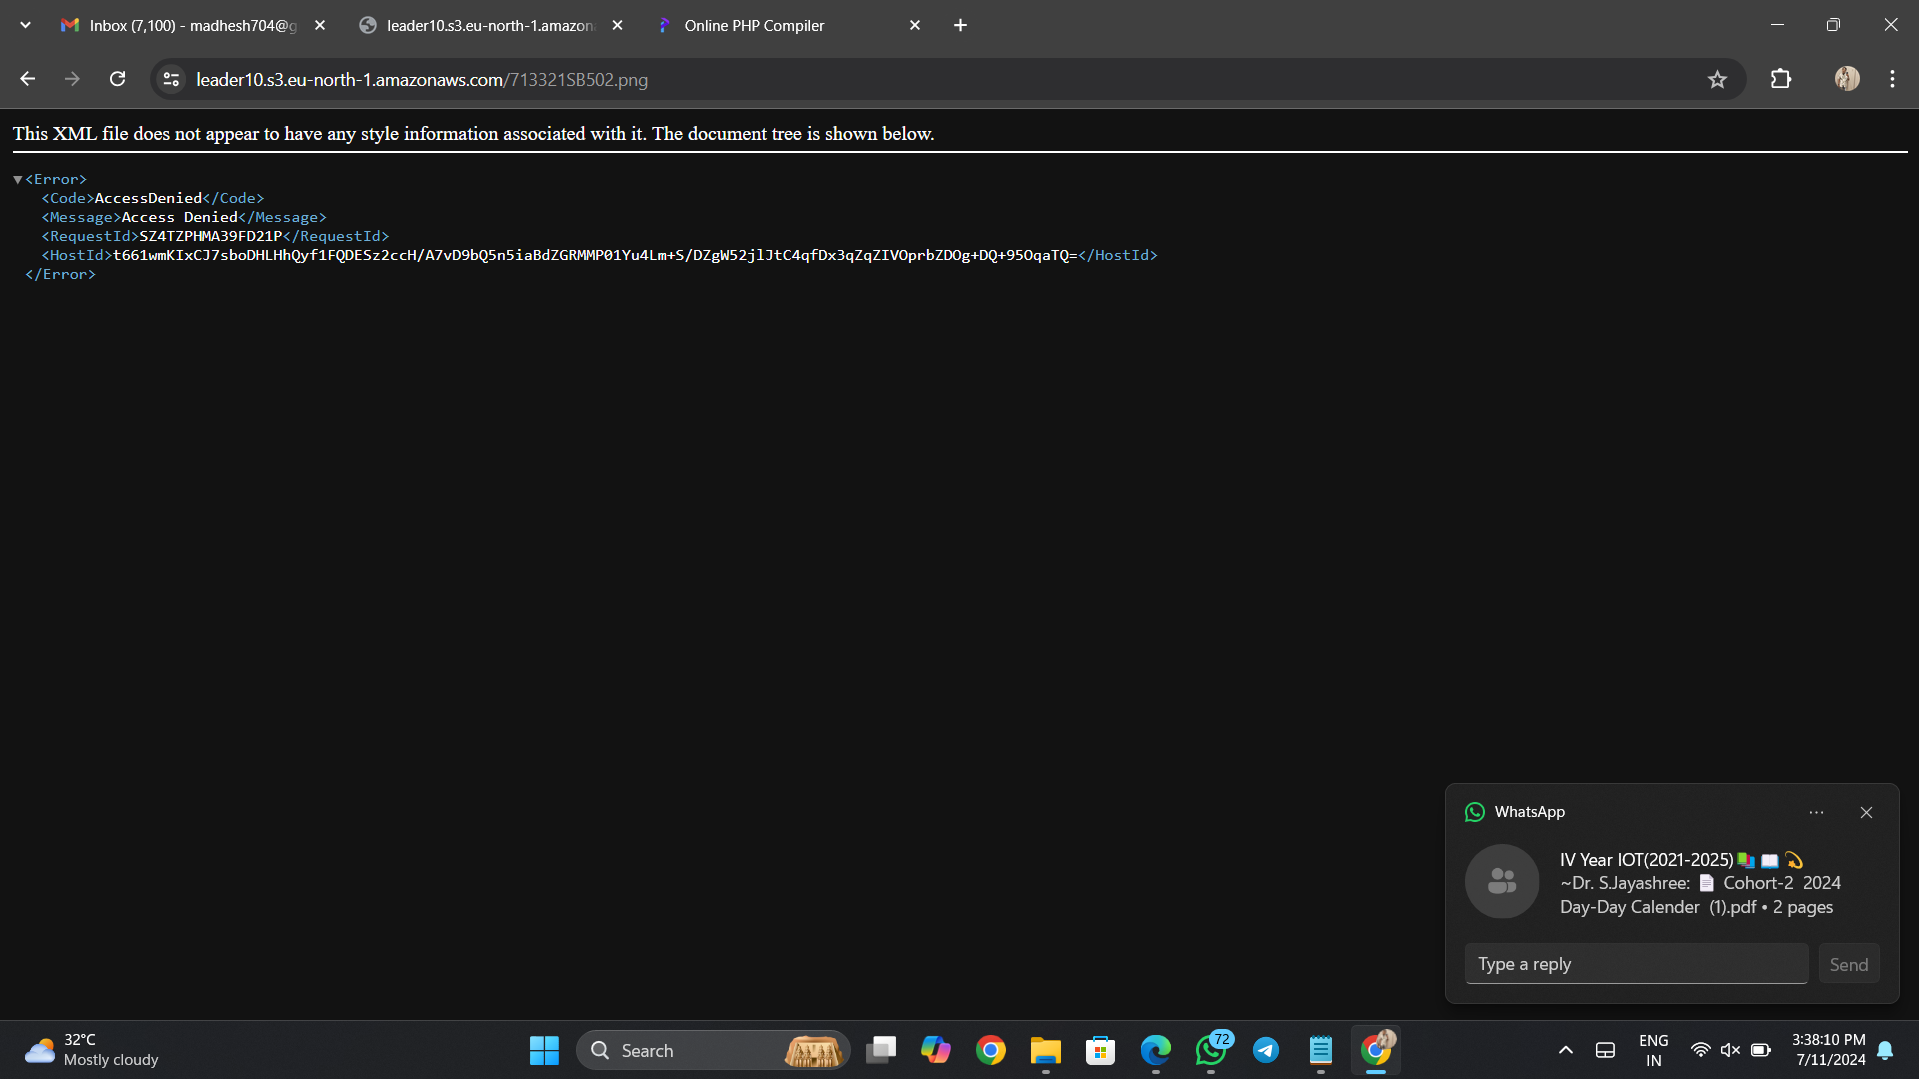 Inbox (7,100) - madhesh704@g
leader10.s3.eu-north-1.amazon
Online PHP Compiler
leader10.s3.eu-north-1.amazonaws.com/713321SB502.png
This XML file does not appear to have any style information associated with it. The document tree is shown below.
▼<Error>
<Code>AccessDenied</Code>
<Message>Access Denied</Message>
<RequestId>SZ4TZPHMA39FD21P</RequestId>
<HostId>t661wmKIxCJ7sboDHLHhQyf1FQDESz2ccH/A7vD9bQ5n5iaBdZGRMMP01Yu4Lm+S/DZgW52jlJtC4qfDx3qZqZIVOprbZDOg+DQ+95OqaTQ=</HostId>
</Error>
WhatsApp
IV Year IOT(2021-2025)📚 📖 💫
~Dr. S.Jayashree: 📄 Cohort-2 2024
Day-Day Calender (1).pdf • 2 pages
Type a reply
Send
32°C
Mostly cloudy
Search
72
ENG
IN
3:38:10 PM
7/11/2024